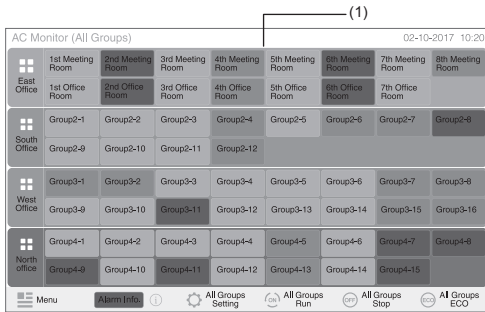 (1)
AC Monitor (All Groups) 02-10-2017 10:20
East Office
1st Meeting Room 2nd Meeting Room 3rd Meeting Room 4th Meeting Room 5th Meeting Room 6th Meeting Room 7th Meeting Room 8th Meeting Room
1st Office Room 2nd Office Room 3rd Office Room 4th Office Room 5th Office Room 6th Office Room 7th Office Room
South Office
Group2-1 Group2-2 Group2-3 Group2-4 Group2-5 Group2-6 Group2-7 Group2-8
Group2-9 Group2-10 Group2-11 Group2-12
West Office
Group3-1 Group3-2 Group3-3 Group3-4 Group3-5 Group3-6 Group3-7 Group3-8
Group3-9 Group3-10 Group3-11 Group3-12 Group3-13 Group3-14 Group3-15 Group3-16
North office
Group4-1 Group4-2 Group4-3 Group4-4 Group4-5 Group4-6 Group4-7 Group4-8
Group4-9 Group4-10 Group4-11 Group4-12 Group4-13 Group4-14 Group4-15
Menu Alarm Info. i All Groups Setting ON All Groups Run OFF All Groups Stop ECO All Groups ECO